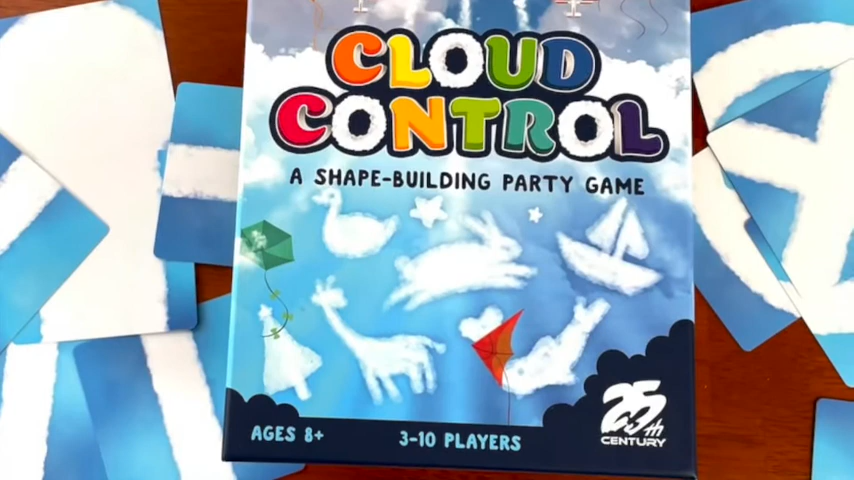 CLOUD
CONTROL
A SHAPE-BUILDING PARTY GAME
AGES 8+
3-10 PLAYERS
25th
CENTURY